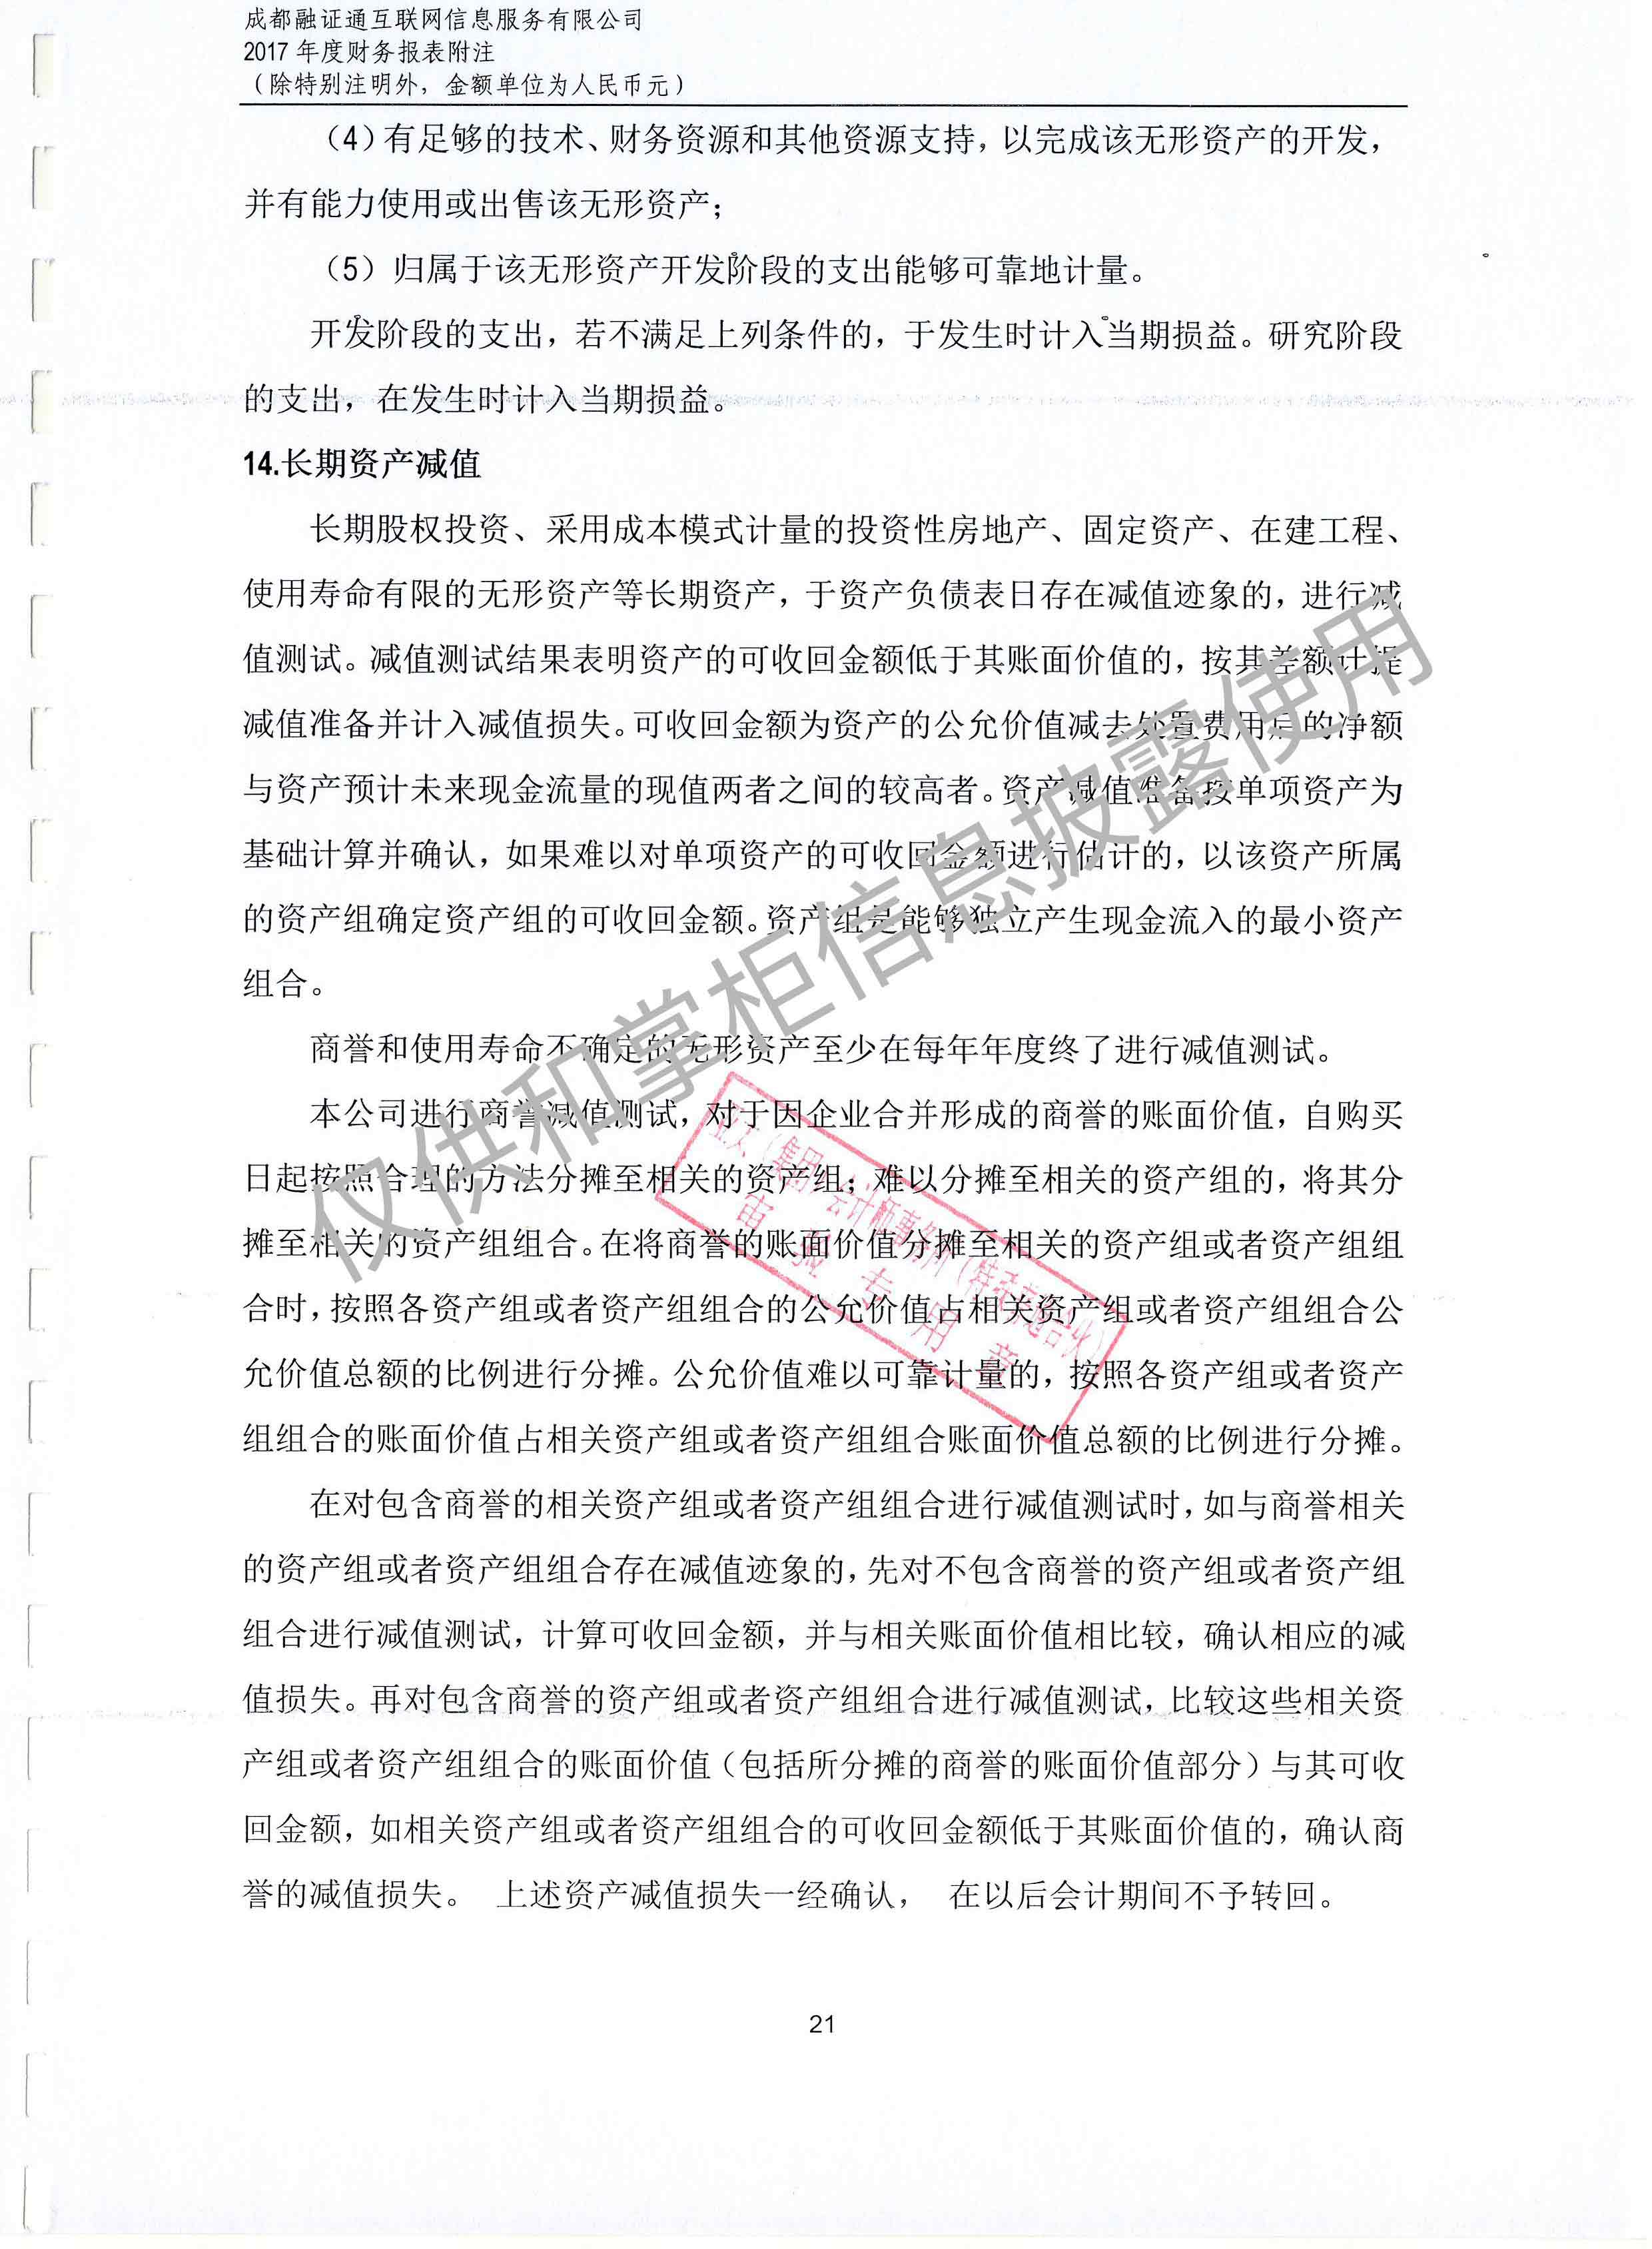 成都融证通互联网信息服务有限公司
2017 年度财务报表附注
（除特别注明外，金额单位为人民币元）
（4）有足够的技术、财务资源和其他资源支持，以完成该无形资产的开发，
并有能力使用或出售该无形资产；
（5）归属于该无形资产开发阶段的支出能够可靠地计量。
开发阶段的支出，若不满足上列条件的，于发生时计入当期损益。研究阶段
的支出，在发生时计入当期损益。
14.长期资产减值
长期股权投资、采用成本模式计量的投资性房地产、固定资产、在建工程、
使用寿命有限的无形资产等长期资产，于资产负债表日存在减值迹象的，进行减
值测试。减值测试结果表明资产的可收回金额低于其账面价值的，按其差额计提
减值准备并计入减值损失。可收回金额为资产的公允价值减去处置费用后的净额
与资产预计未来现金流量的现值两者之间的较高者。资产减值准备按单项资产为
基础计算并确认，如果难以对单项资产的可收回金额进行估计的，以该资产所属
的资产组确定资产组的可收回金额。资产组是能够独立产生现金流入的最小资产
组合。
商誉和使用寿命不确定的无形资产至少在每年年度终了进行减值测试。
本公司进行商誉减值测试，对于因企业合并形成的商誉的账面价值，自购买
日起按照合理的方法分摊至相关的资产组；难以分摊至相关的资产组的，将其分
摊至相关的资产组组合。在将商誉的账面价值分摊至相关的资产组或者资产组组
合时，按照各资产组或者资产组组合的公允价值占相关资产组或者资产组组合公
允价值总额的比例进行分摊。公允价值难以可靠计量的，按照各资产组或者资产
组组合的账面价值占相关资产组或者资产组组合账面价值总额的比例进行分摊。
在对包含商誉的相关资产组或者资产组组合进行减值测试时，如与商誉相关
的资产组或者资产组组合存在减值迹象的，先对不包含商誉的资产组或者资产组
组合进行减值测试，计算可收回金额，并与相关账面价值相比较，确认相应的减
值损失。再对包含商誉的资产组或者资产组组合进行减值测试，比较这些相关资
产组或者资产组组合的账面价值（包括所分摊的商誉的账面价值部分）与其可收
回金额，如相关资产组或者资产组组合的可收回金额低于其账面价值的，确认商
誉的减值损失。 上述资产减值损失一经确认， 在以后会计期间不予转回。
21
仅供和掌柜信息披露使用
亚太（集团）会计师事务所（特殊普通合伙）
审验专用章